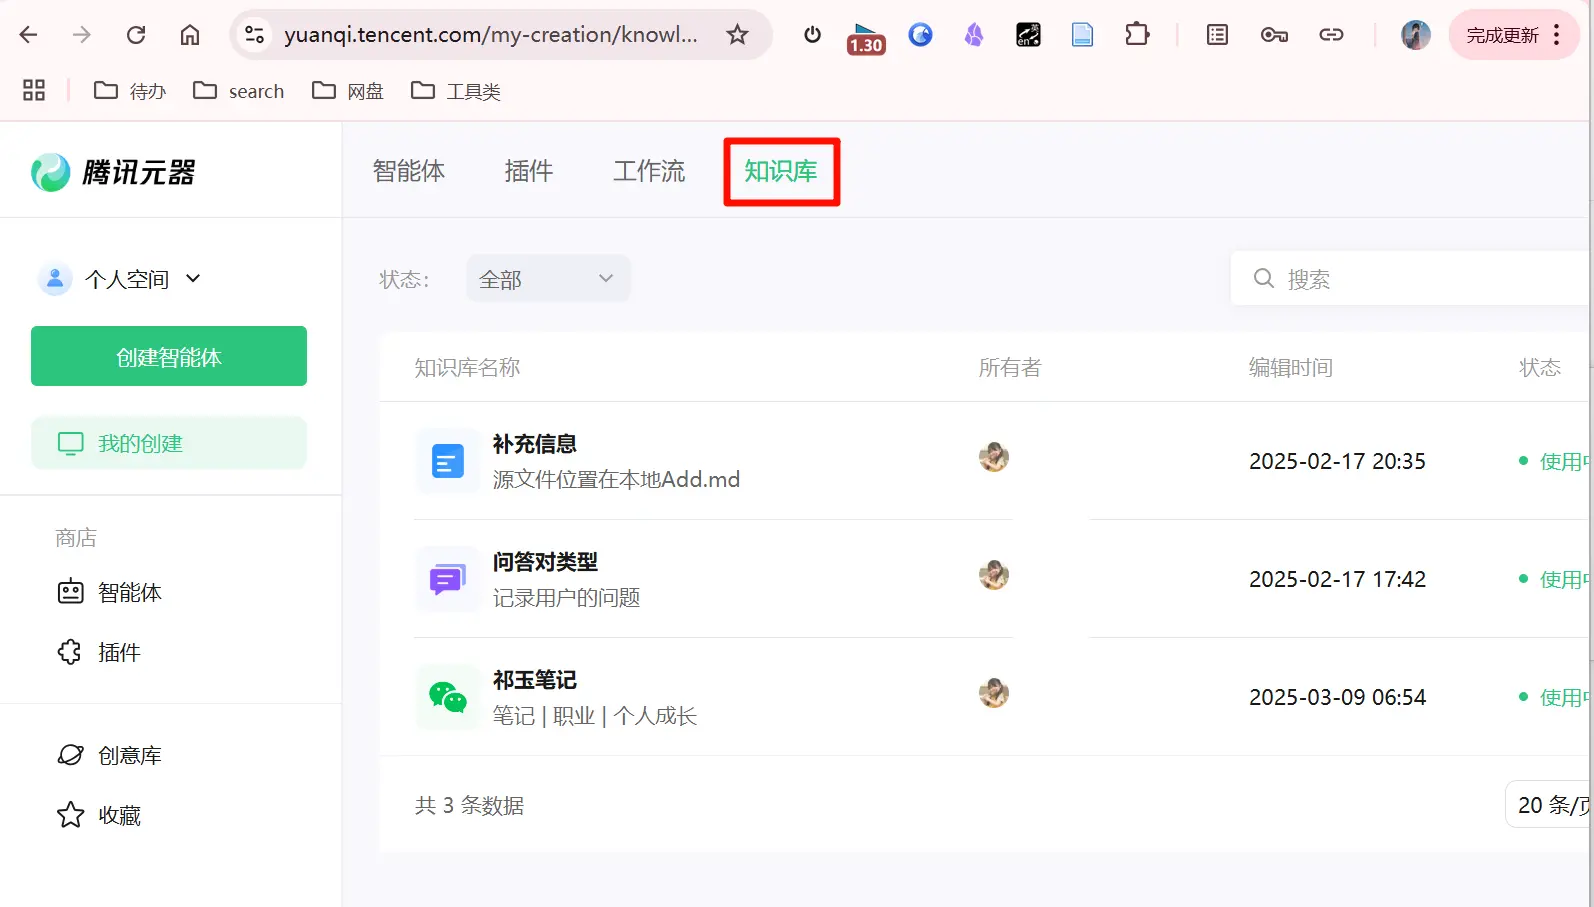 yuanqi.tencent.com/my-creation/knowl...
1.30
英
en
完成更新
待办
search
网盘
工具类
腾讯元器
智能体
插件
工作流
知识库
个人空间
创建智能体
我的创建
商店
智能体
插件
创意库
收藏
状态：
全部
搜索
知识库名称
所有者
编辑时间
状态
补充信息
源文件位置在本地Add.md
2025-02-17 20:35
使用中
问答对类型
记录用户的问题
2025-02-17 17:42
使用中
祁玉笔记
笔记 | 职业 | 个人成长
2025-03-09 06:54
使用中
共 3 条数据
20 条/页